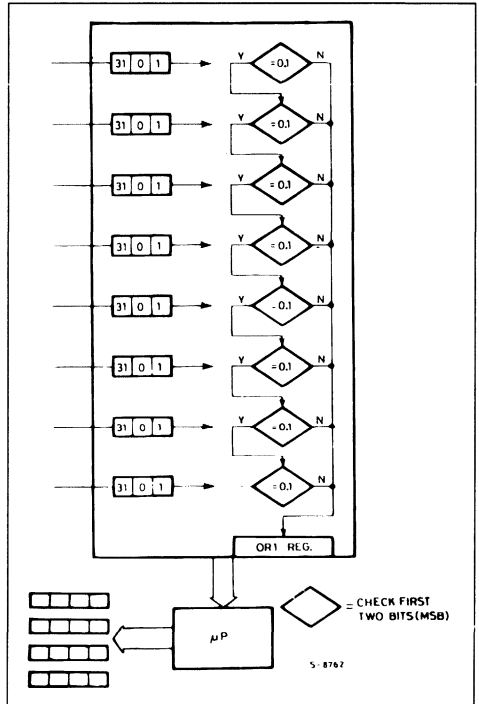 31 0 1 Y =0.1 N
31 0 1 Y =0.1 N
31 0 1 Y =0.1 N
31 0 1 Y =0.1 N
31 0 1 Y =0.1 N
31 0 1 Y =0.1 N
31 0 1 Y =0.1 N
31 0 1 =0.1 N
OR1 REG.
μP
= CHECK FIRST
TWO BITS(MSB)
S-8762